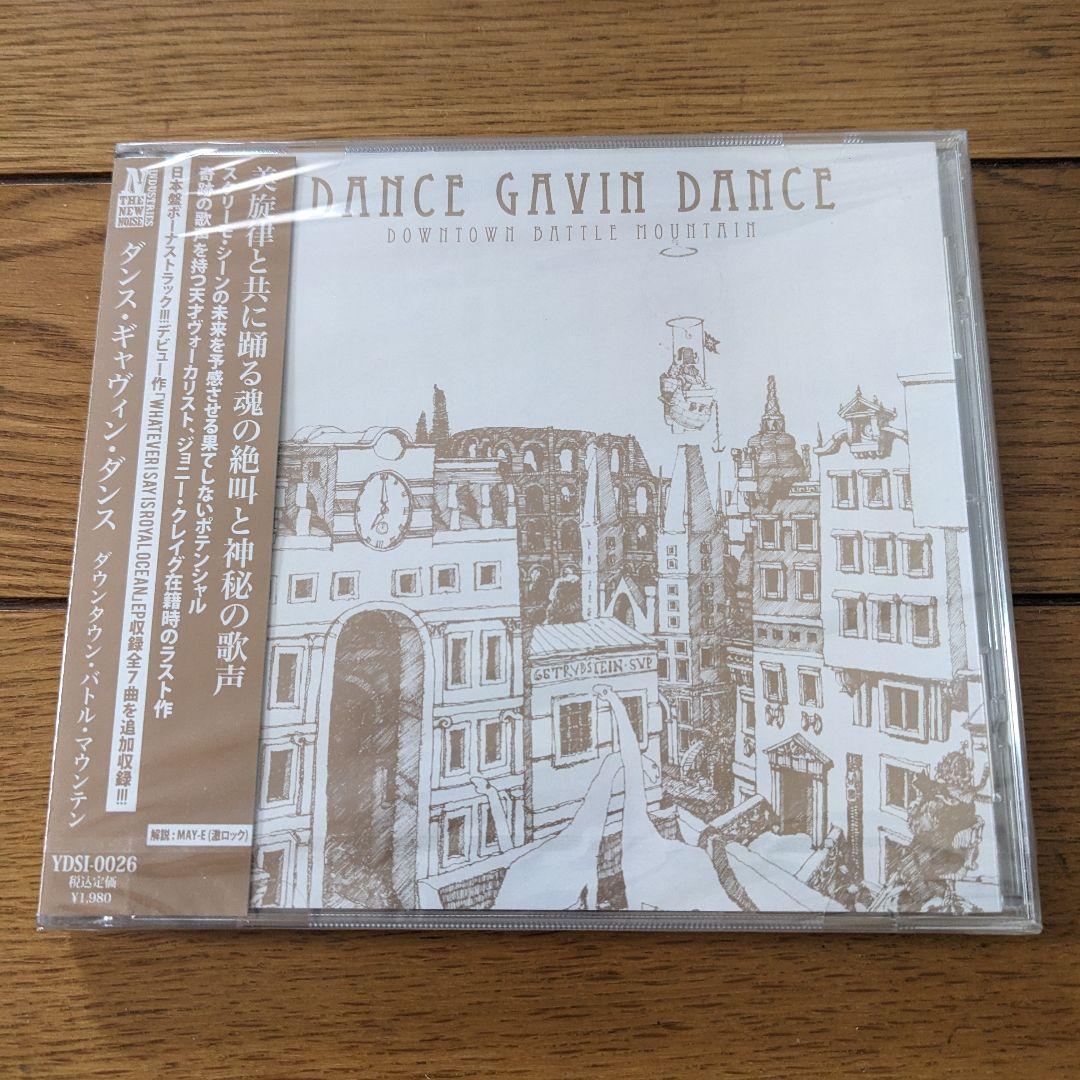 DANCE GAVIN DANCE
DOWNTOWN BATTLE MOUNTAIN
美旋律と共に踊る魂の絶叫と神秘の歌声
スクリーモ・シーンの未来を予感させる果てしないポテンシャル
奇跡の歌声を持つ天才ヴォーカリスト、ジョニー・クレイグ在籍時のラスト作
日本盤ボーナストラック!!!デビュー作「WHATEVER I SAY IS ROYAL OCEAN」EP収録全7曲を追加収録!!!
THE
NEW
NOISE
ダンス・ギャヴィン・ダンス ダウンタウン・バトル・マウンテン
解説:MAY-E(激ロック)
YDSI-0026
税込定価
¥1,980
GETRVDSTEIN·SVP